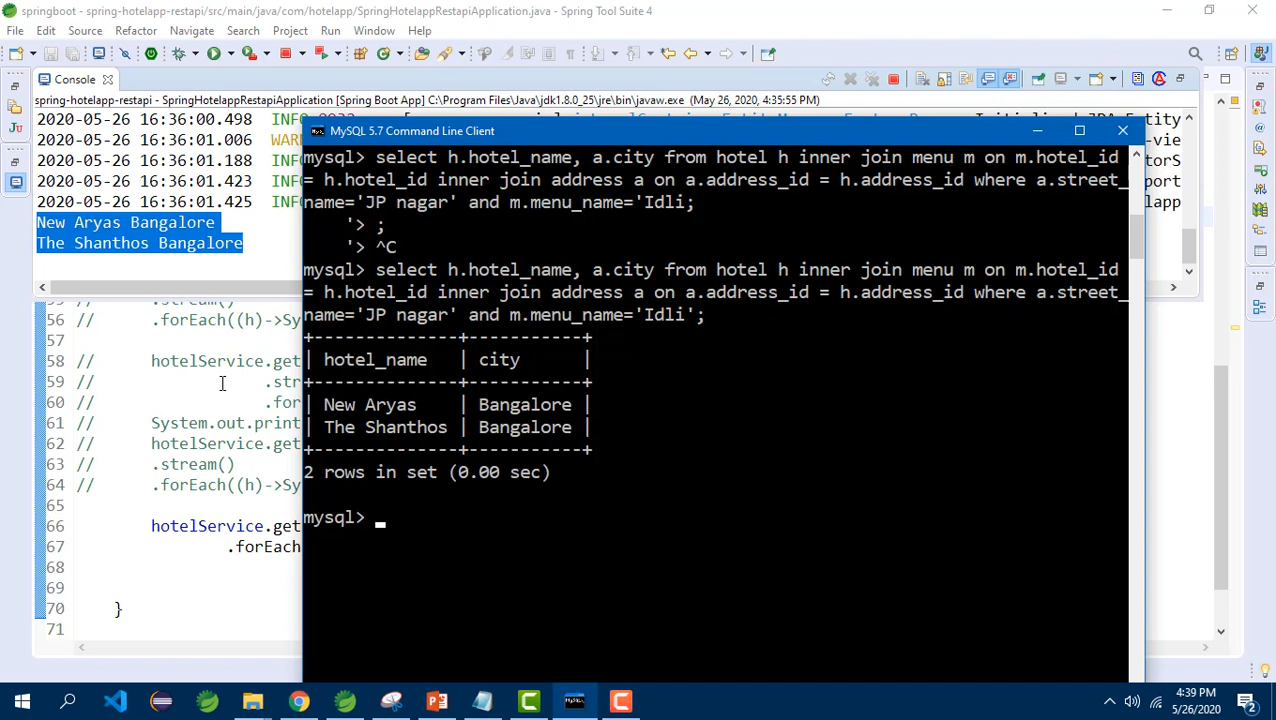 springboot - spring-hotelapp-restapi/src/main/java/com/hotelapp/SpringHotelappRestapiApplication.java - Spring Tool Suite 4
File Edit Source Refactor Navigate Search Project Run Window Help
Console
spring-hotelapp-restapi - SpringHotelappRestapiApplication [Spring Boot App] C:\Program Files\Java\jdk1.8.0_25\jre\bin\javaw.exe (May 26, 2020, 4:35:55 PM)
2020-05-26 16:36:00.498 INFO
2020-05-26 16:36:01.006 WARN
2020-05-26 16:36:01.188 INFO
2020-05-26 16:36:01.423 INFO
2020-05-26 16:36:01.425 INFO
New Aryas Bangalore
The Shanthos Bangalore
MySQL 5.7 Command Line Client
mysql> select h.hotel_name, a.city from hotel h inner join menu m on m.hotel_id
= h.hotel_id inner join address a on a.address_id = h.address_id where a.street_
name='JP nagar' and m.menu_name='Idli;
'> ;
'> ^C
mysql> select h.hotel_name, a.city from hotel h inner join menu m on m.hotel_id
= h.hotel_id inner join address a on a.address_id = h.address_id where a.street_
name='JP nagar' and m.menu_name='Idli';
+--------------+-----------+
| hotel_name | city |
+--------------+-----------+
| New Aryas | Bangalore |
| The Shanthos | Bangalore |
+--------------+-----------+
2 rows in set (0.00 sec)
mysql>
56 // .forEach((h)->Sy
57
58 // hotelService.get
59 // .str
60 // .for
61 // System.out.print
62 // hotelService.get
63 // .stream()
64 // .forEach((h)->Sy
65
66 hotelService.get
67 .forEach
68
69
70 }
71
4:39 PM
5/26/2020